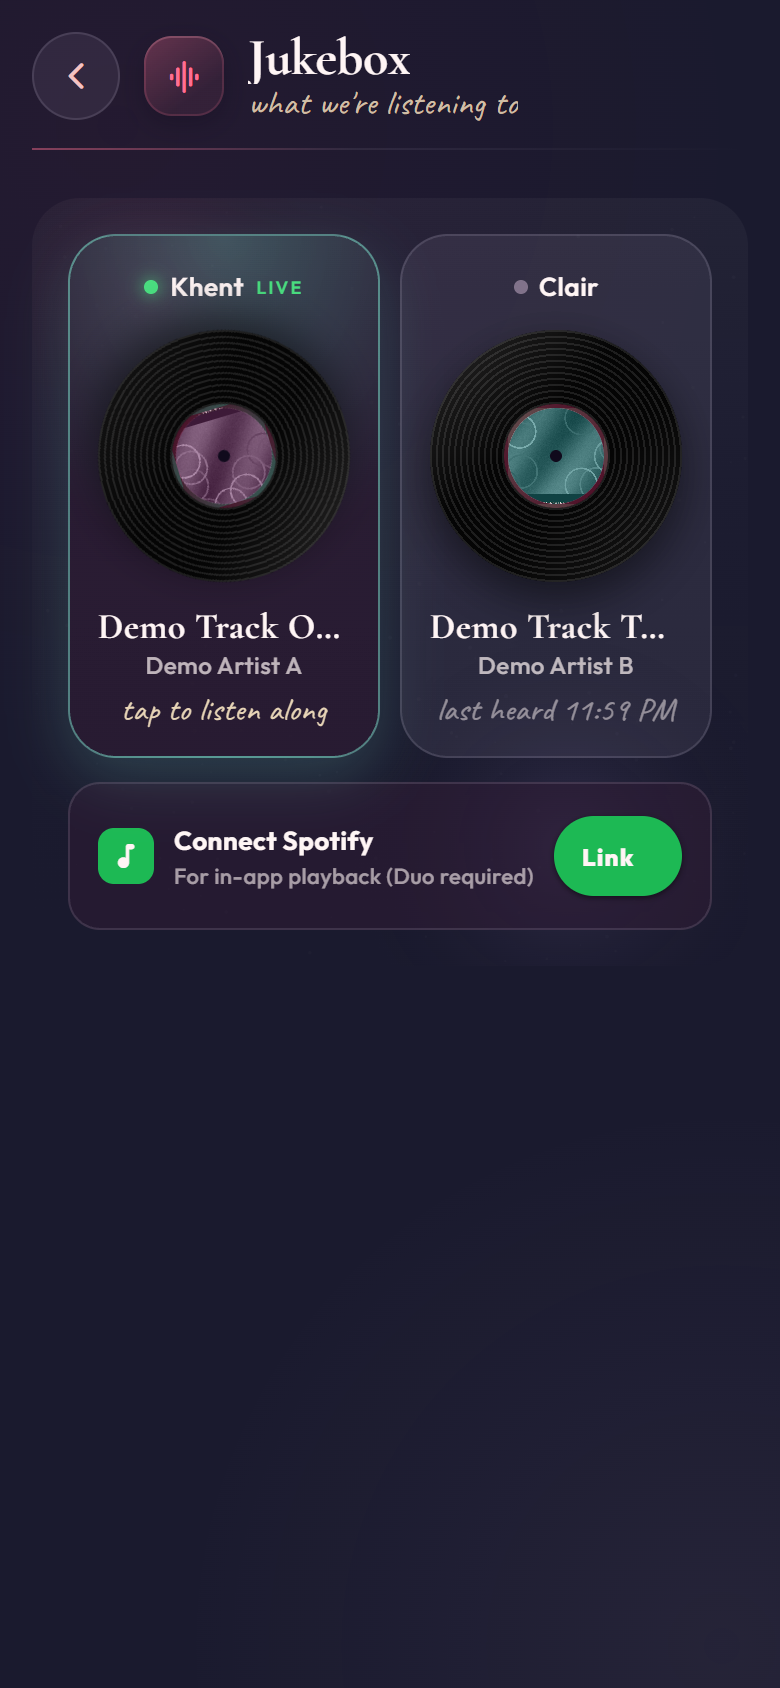 Jukebox
what we're listening to
Khent LIVE
Clair
Demo Track O...
Demo Artist A
tap to listen along
Demo Track T...
Demo Artist B
last heard 11:59 PM
Connect Spotify
For in-app playback (Duo required)
Link